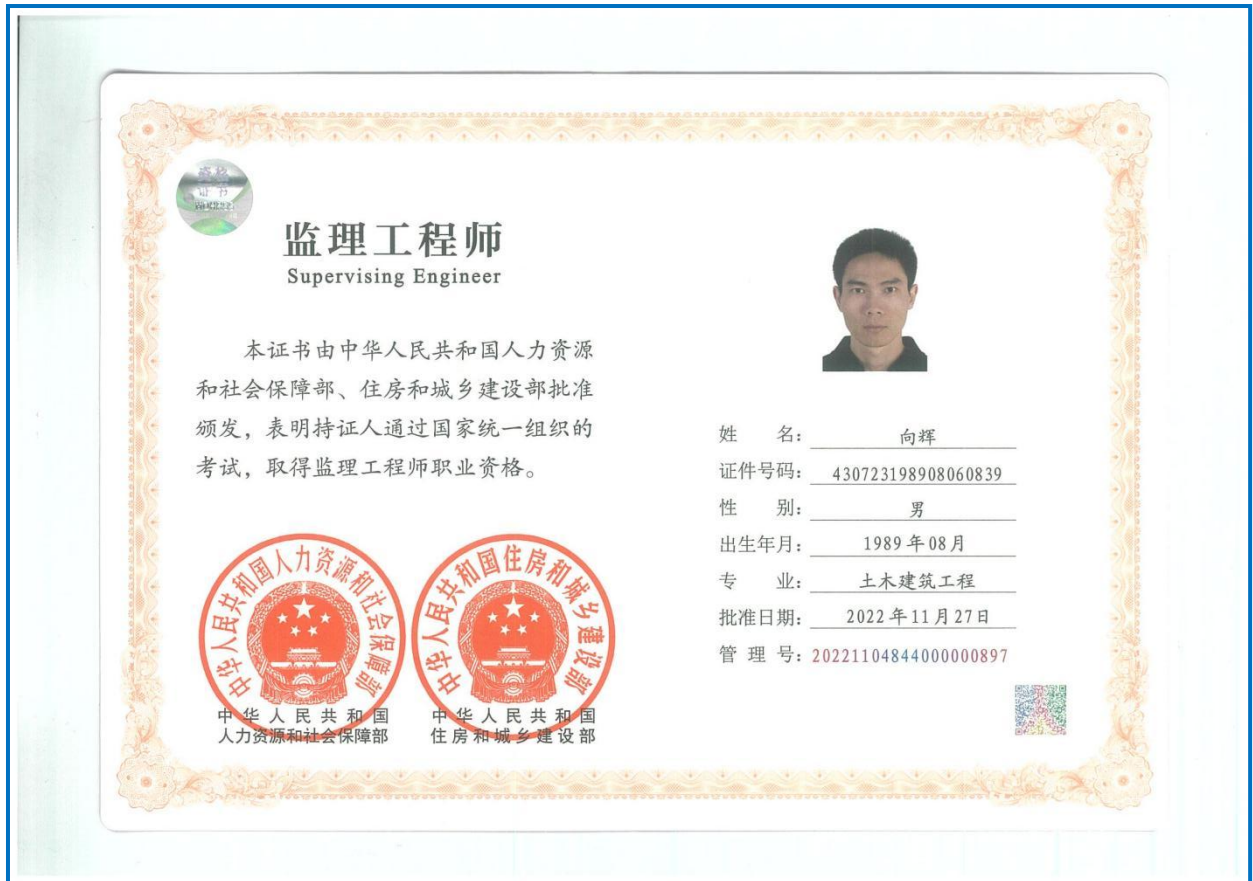 资格
证书
监理工程师
Supervising Engineer
本证书由中华人民共和国人力资源
和社会保障部、住房和城乡建设部批准
颁发，表明持证人通过国家统一组织的
考试，取得监理工程师职业资格。
中华人民共和国人力资源和社会保障部
中华人民共和国住房和城乡建设部
中华人民共和国
人力资源和社会保障部
中华人民共和国
住房和城乡建设部
姓 名： 向辉
证件号码： 430723198908060839
性 别： 男
出生年月： 1989年08月
专 业： 土木建筑工程
批准日期： 2022年11月27日
管 理 号：20221104844000000897